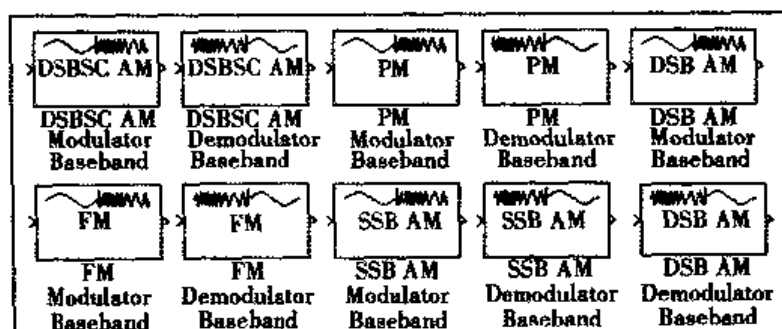 DSBSC AM DSBSC AM PM PM DSB AM
DSBSC AM DSBSC AM PM PM DSB AM
Modulator Demodulator Modulator Demodulator Modulator
Baseband Baseband Baseband Baseband Baseband
FM FM SSB AM SSB AM DSB AM
FM FM SSB AM SSB AM DSB AM
Modulator Demodulator Modulator Demodulator Demodulator
Baseband Baseband Baseband Baseband Baseband